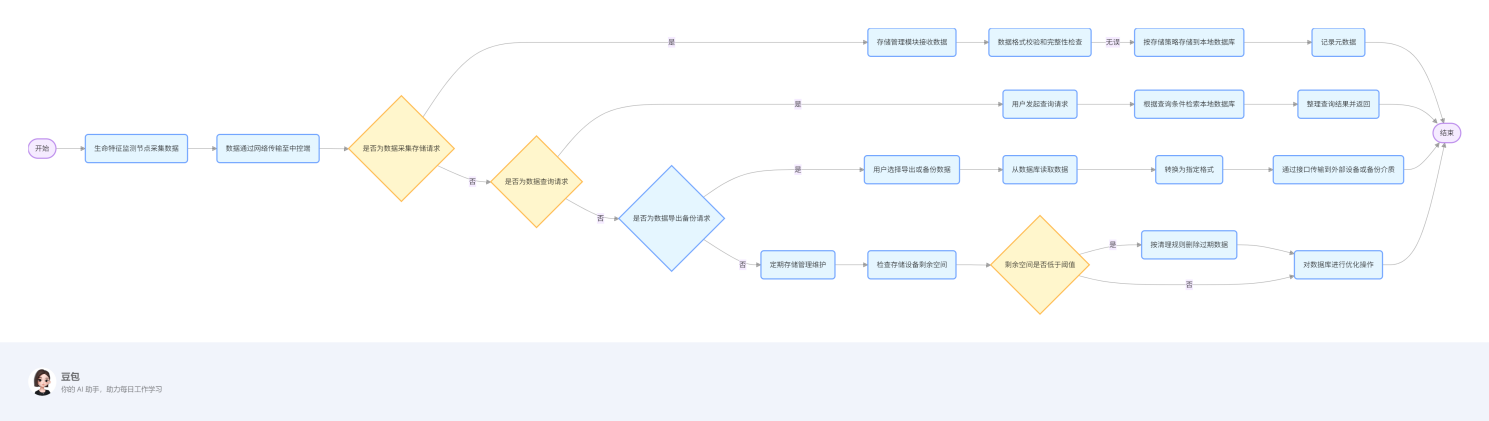 开始
生命特征监测节点采集数据
数据通过网络传输至中控端
是否为数据采集存储请求
是
存储管理模块接收数据
数据格式校验和完整性检查
无误
按存储策略存储到本地数据库
记录元数据
否
是否为数据查询请求
是
用户发起查询请求
根据查询条件检索本地数据库
整理查询结果并返回
否
是否为数据导出备份请求
是
用户选择导出或备份数据
从数据库读取数据
转换为指定格式
通过接口传输到外部设备或备份介质
否
定期存储管理维护
检查存储设备剩余空间
剩余空间是否低于阈值
是
按清理规则删除过期数据
否
对数据库进行优化操作
结束
豆包
你的 AI 助手，助力每日工作学习